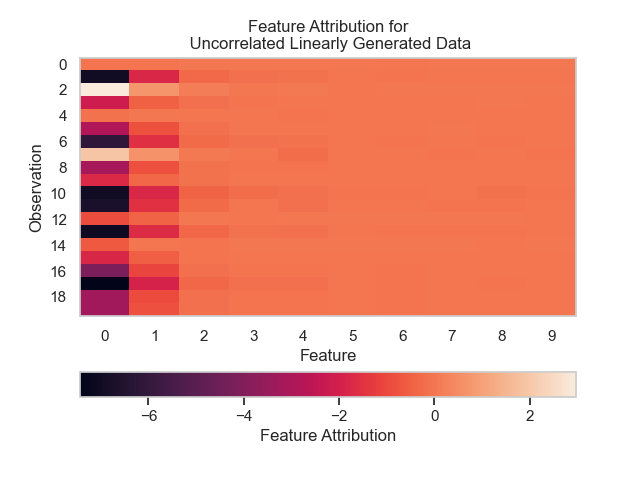 Feature Attribution for
Uncorrelated Linearly Generated Data
Observation
0
2
4
6
8
10
12
14
16
18
0 1 2 3 4 5 6 7 8 9
Feature
−6 −4 −2 0 2
Feature Attribution